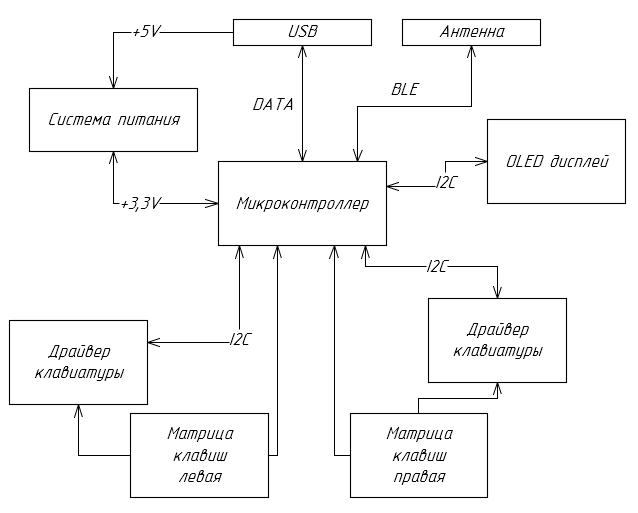 +5V
USB
Антенна
DATA
BLE
Система питания
OLED дисплей
I2C
+3,3V
Микроконтроллер
I2C
I2C
Драйвер
клавиатуры
Драйвер
клавиатуры
Матрица
клавиш
левая
Матрица
клавиш
правая